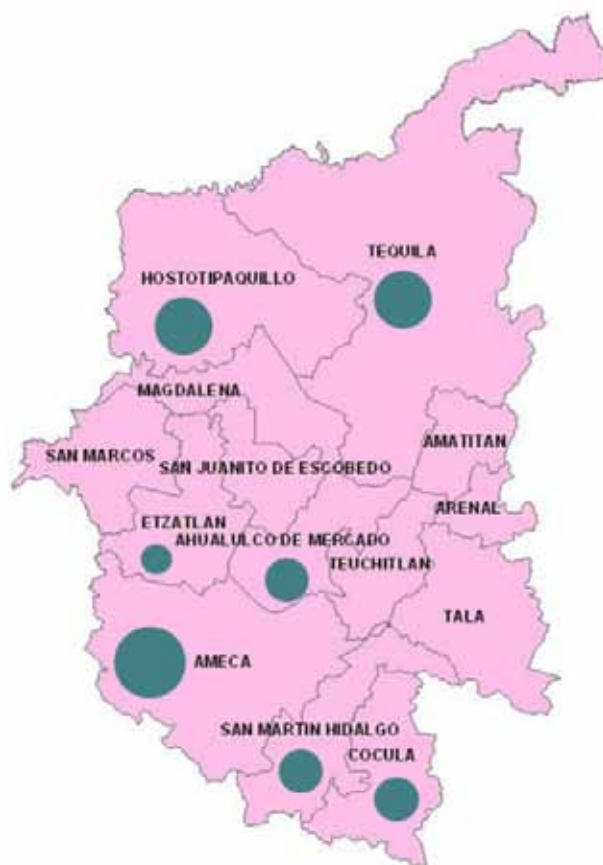 TEQUILA
HOSTOTIPAQUILLO
MAGDALENA
AMATITAN
SAN MARCOS
SAN JUANITO DE ESCOBEDO
ARENAL
ETZATLAN
AHUALULCO DE MERCADO
TEUCHITLAN
TALA
AMECA
SAN MARTIN HIDALGO
COCULA